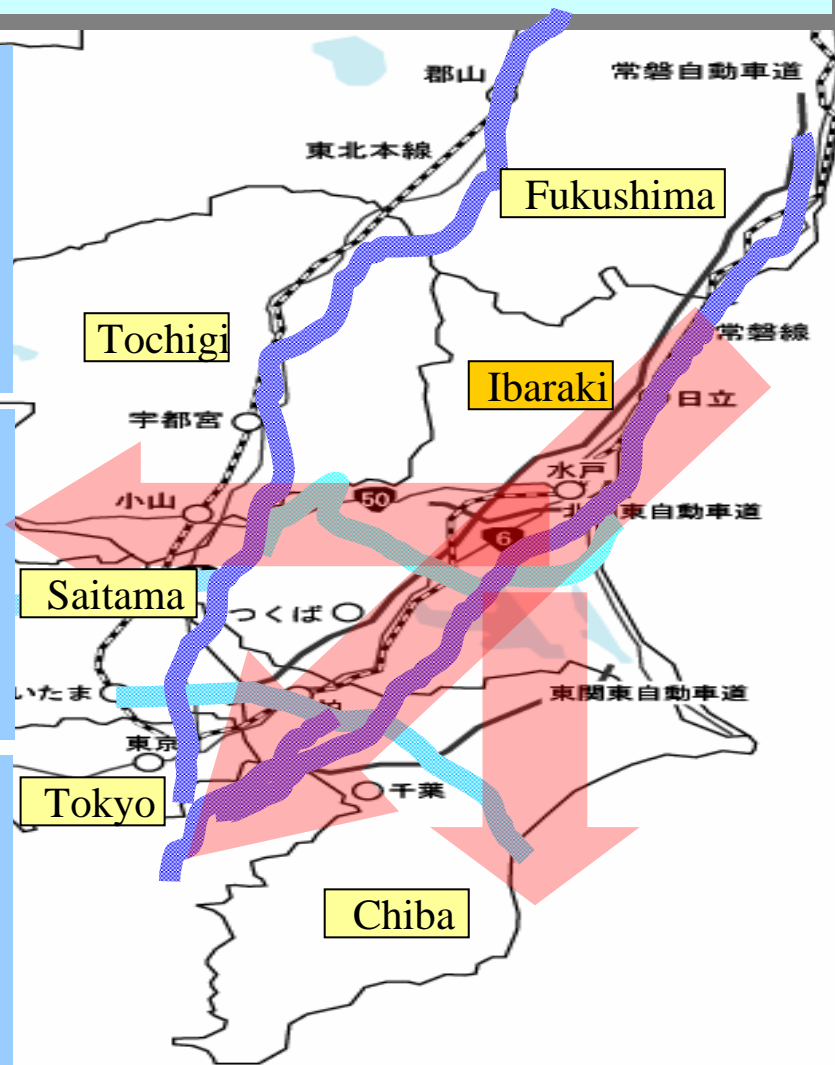 郡山
常磐自動車道
東北本線
Fukushima
Tochigi
常磐線
Ibaraki
日立
宇都宮
水戸
小山
50
北
東自動車道
6
Saitama
つくば
いたま
柏
東関東自動車道
東京
Tokyo
千葉
Chiba